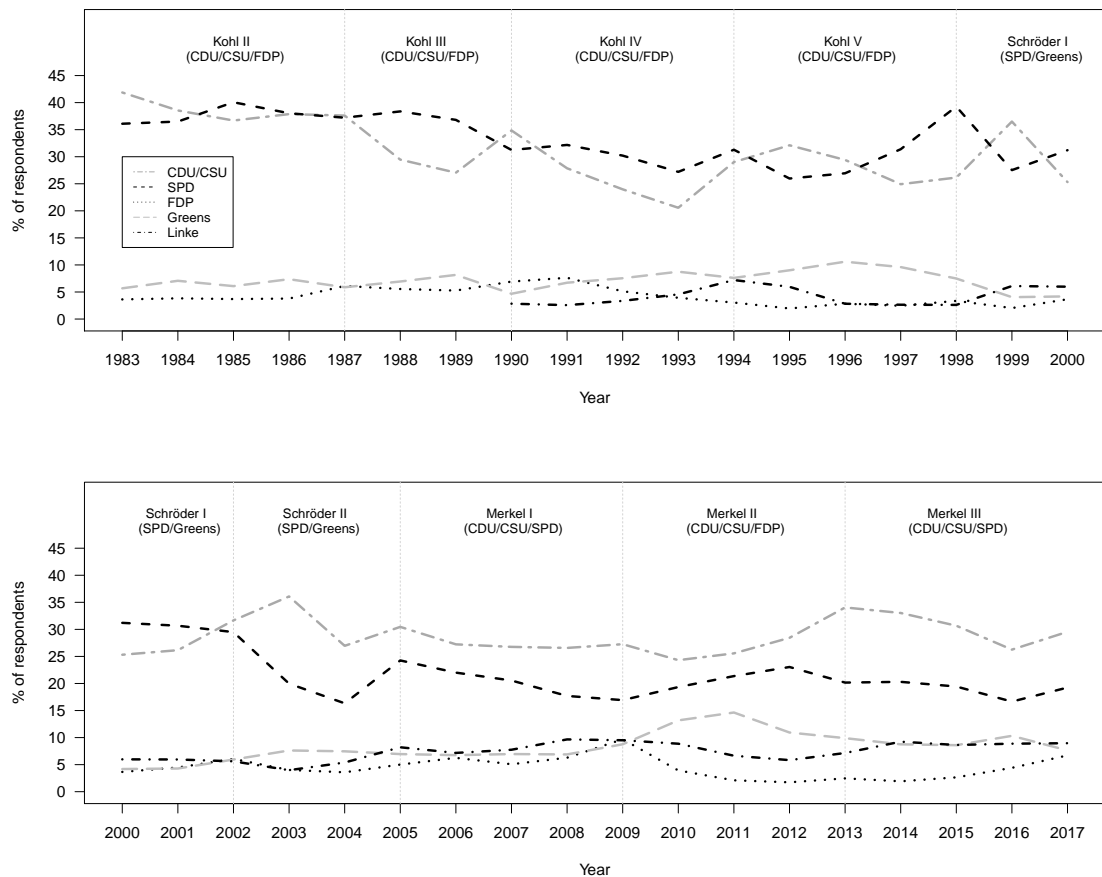 Kohl II
(CDU/CSU/FDP)
Kohl III
(CDU/CSU/FDP)
Kohl IV
(CDU/CSU/FDP)
Kohl V
(CDU/CSU/FDP)
Schröder I
(SPD/Greens)
% of respondents
45
40
35
30
25
20
15
10
5
0
CDU/CSU
SPD
FDP
Greens
Linke
1983 1984 1985 1986 1987 1988 1989 1990 1991 1992 1993 1994 1995 1996 1997 1998 1999 2000
Year
Schröder I
(SPD/Greens)
Schröder II
(SPD/Greens)
Merkel I
(CDU/CSU/SPD)
Merkel II
(CDU/CSU/FDP)
Merkel III
(CDU/CSU/SPD)
% of respondents
45
40
35
30
25
20
15
10
5
0
2000 2001 2002 2003 2004 2005 2006 2007 2008 2009 2010 2011 2012 2013 2014 2015 2016 2017
Year